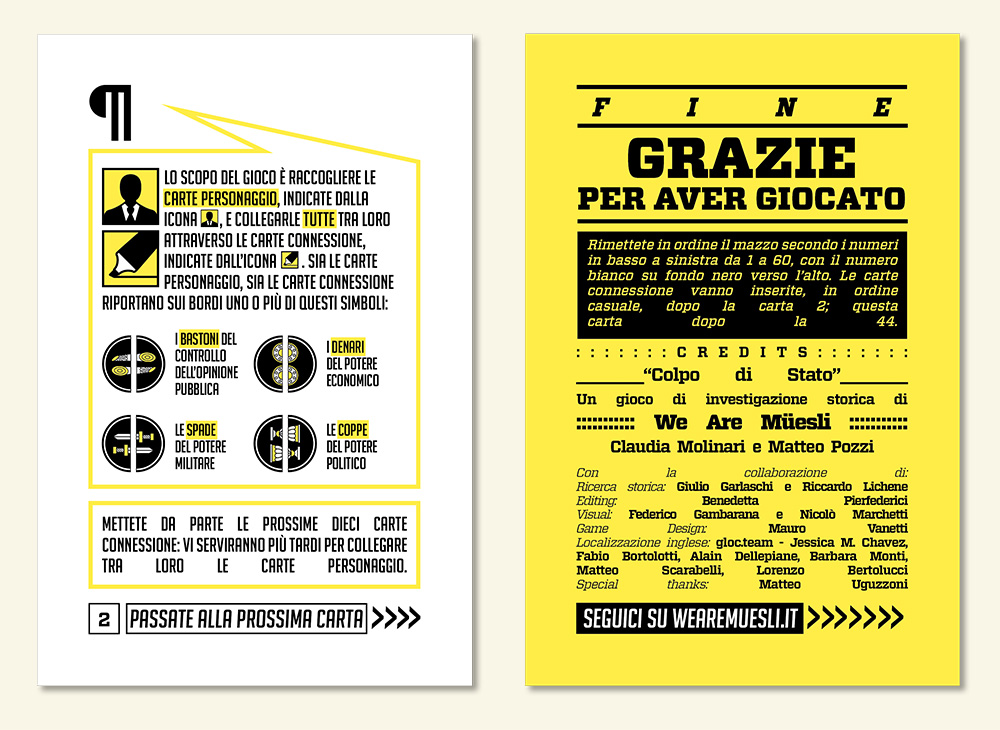 ¶
LO SCOPO DEL GIOCO È RACCOGLIERE LE
CARTE PERSONAGGIO, INDICATE DALLA
ICONA , E COLLEGARLE TUTTE TRA LORO
ATTRAVERSO LE CARTE CONNESSIONE,
INDICATE DALL'ICONA . SIA LE CARTE
PERSONAGGIO, SIA LE CARTE CONNESSIONE
RIPORTANO SUI BORDI UNO O PIÙ DI QUESTI SIMBOLI:
I BASTONI DEL
CONTROLLO
DELL'OPINIONE
PUBBLICA
I DENARI
DEL POTERE
ECONOMICO
LE SPADE
DEL POTERE
MILITARE
LE COPPE
DEL POTERE
POLITICO
METTETE DA PARTE LE PROSSIME DIECI CARTE
CONNESSIONE: VI SERVIRANNO PIÙ TARDI PER COLLEGARE
TRA LORO LE CARTE PERSONAGGIO.
2 PASSATE ALLA PROSSIMA CARTA
FINE
GRAZIE
PER AVER GIOCATO
Rimettete in ordine il mazzo secondo i numeri
in basso a sinistra da 1 a 60, con il numero
bianco su fondo nero verso l'alto. Le carte
connessione vanno inserite, in ordine
casuale, dopo la carta 2; questa
carta dopo la 44.
: : : : : : : CREDITS : : : : : : :
"Colpo di Stato"
Un gioco di investigazione storica di
:::::::::: We Are Müesli ::::::::::
Claudia Molinari e Matteo Pozzi
Con la collaborazione di:
Ricerca storica: Giulio Garlaschi e Riccardo Lichene
Editing: Benedetta Pierfederici
Visual: Federico Gambarana e Nicolò Marchetti
Game Design: Mauro Vanetti
Localizzazione inglese: gloc.team - Jessica M. Chavez,
Fabio Bortolotti, Alain Dellepiane, Barbara Monti,
Matteo Scarabelli, Lorenzo Bertolucci
Special thanks: Matteo Uguzzoni
SEGUICI SU WEAREMUESLI.IT